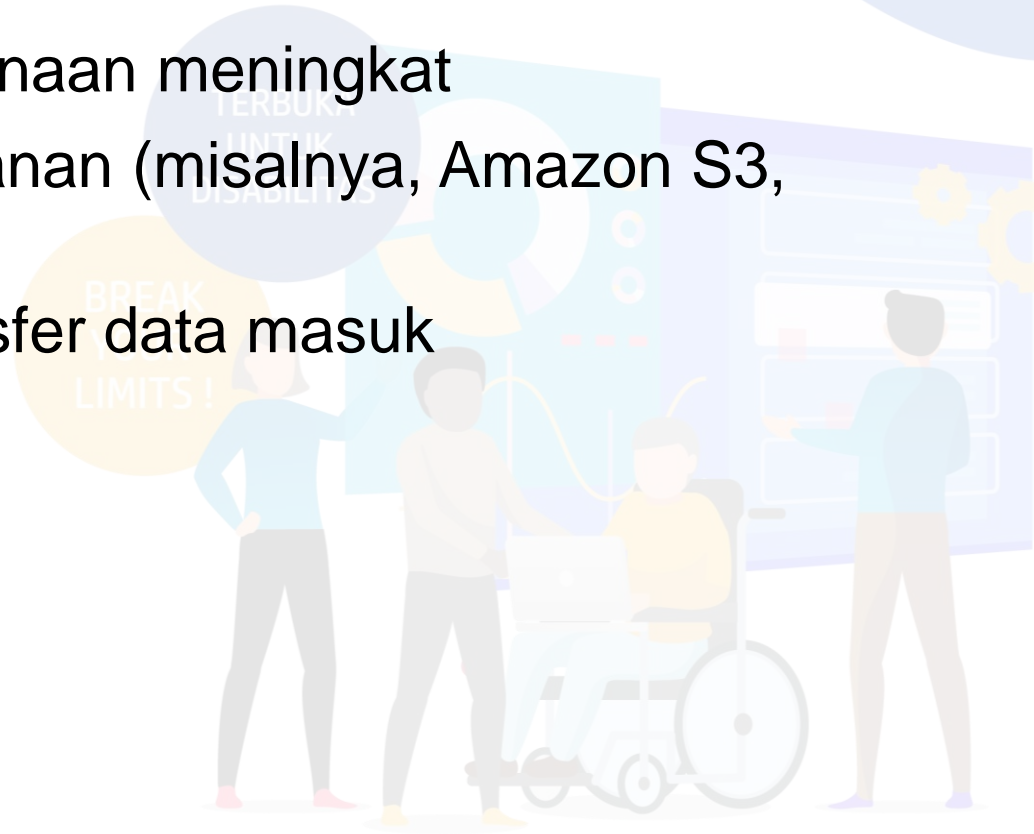 naan meningkat
TERBUKA
UNTUK
anan (misalnya, Amazon S3,
DISABILITAS
BREAK
sfer data masuk
LIMITS !